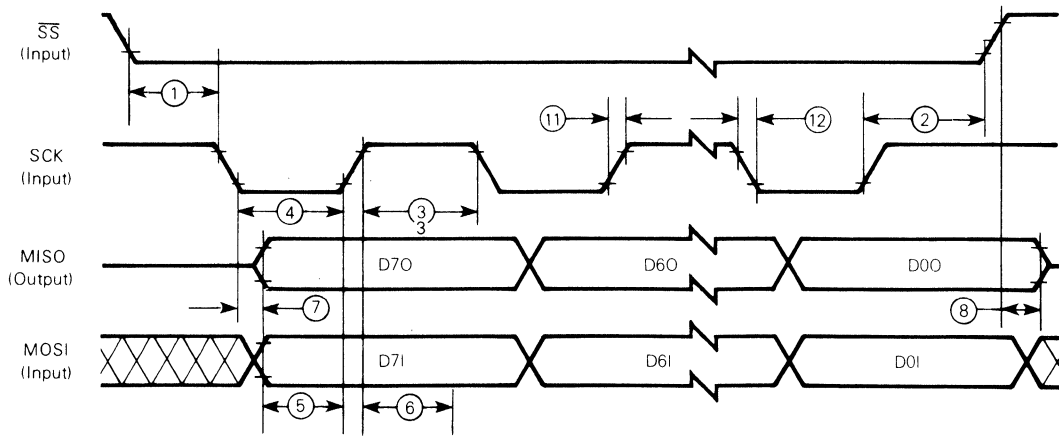 SS
(Input)
1
11
12
2
SCK
(Input)
4
3
3
MISO
(Output)
D7O
D6O
D0O
7
8
MOSI
(Input)
D7I
D6I
D0I
5
6